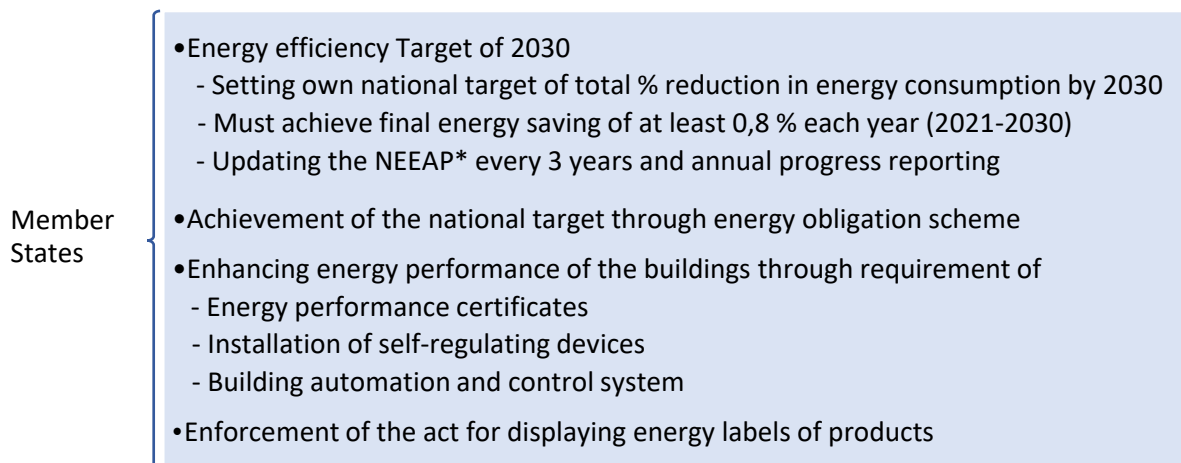 •Energy efficiency Target of 2030
- Setting own national target of total % reduction in energy consumption by 2030
- Must achieve final energy saving of at least 0,8 % each year (2021-2030)
- Updating the NEEAP* every 3 years and annual progress reporting
Member
States
•Achievement of the national target through energy obligation scheme
•Enhancing energy performance of the buildings through requirement of
- Energy performance certificates
- Installation of self-regulating devices
- Building automation and control system
•Enforcement of the act for displaying energy labels of products